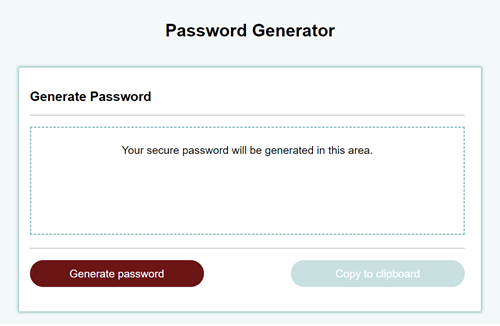 Password Generator
Generate Password
Your secure password will be generated in this area.
Generate password
Copy to clipboard